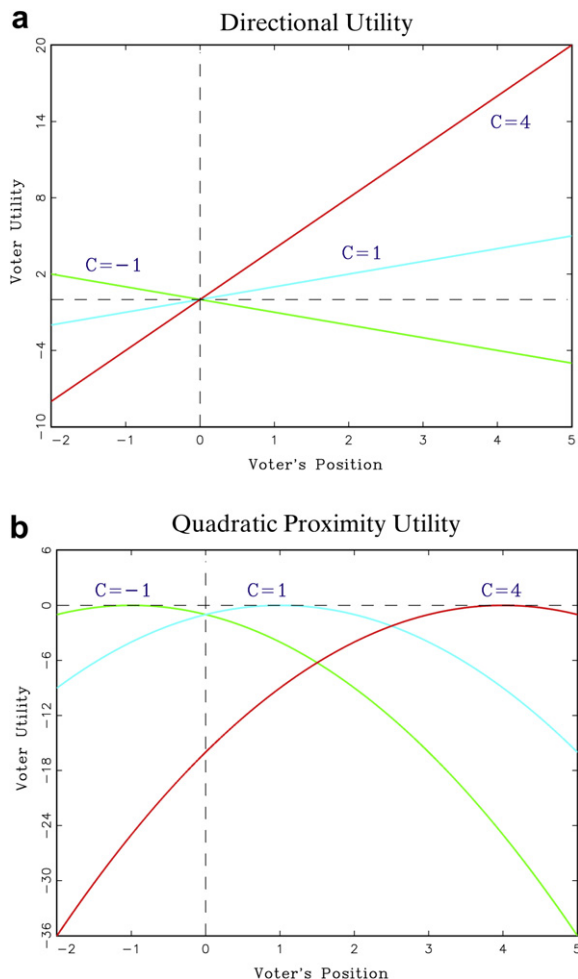 a
Directional Utility
20
14
8
2
-4
-10
Voter Utility
C=4
C=1
C=-1
-2 -1 0 1 2 3 4 5
Voter's Position
b
Quadratic Proximity Utility
6
0
-6
-12
-18
-24
-30
-36
Voter Utility
C=-1 C=1 C=4
-2 -1 0 1 2 3 4 5
Voter's Position